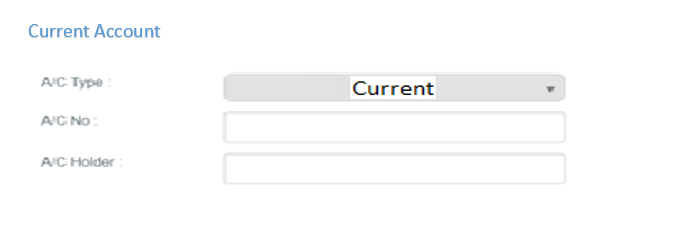 Current Account
A/C Type :
Current
A/C No :
A/C Holder :